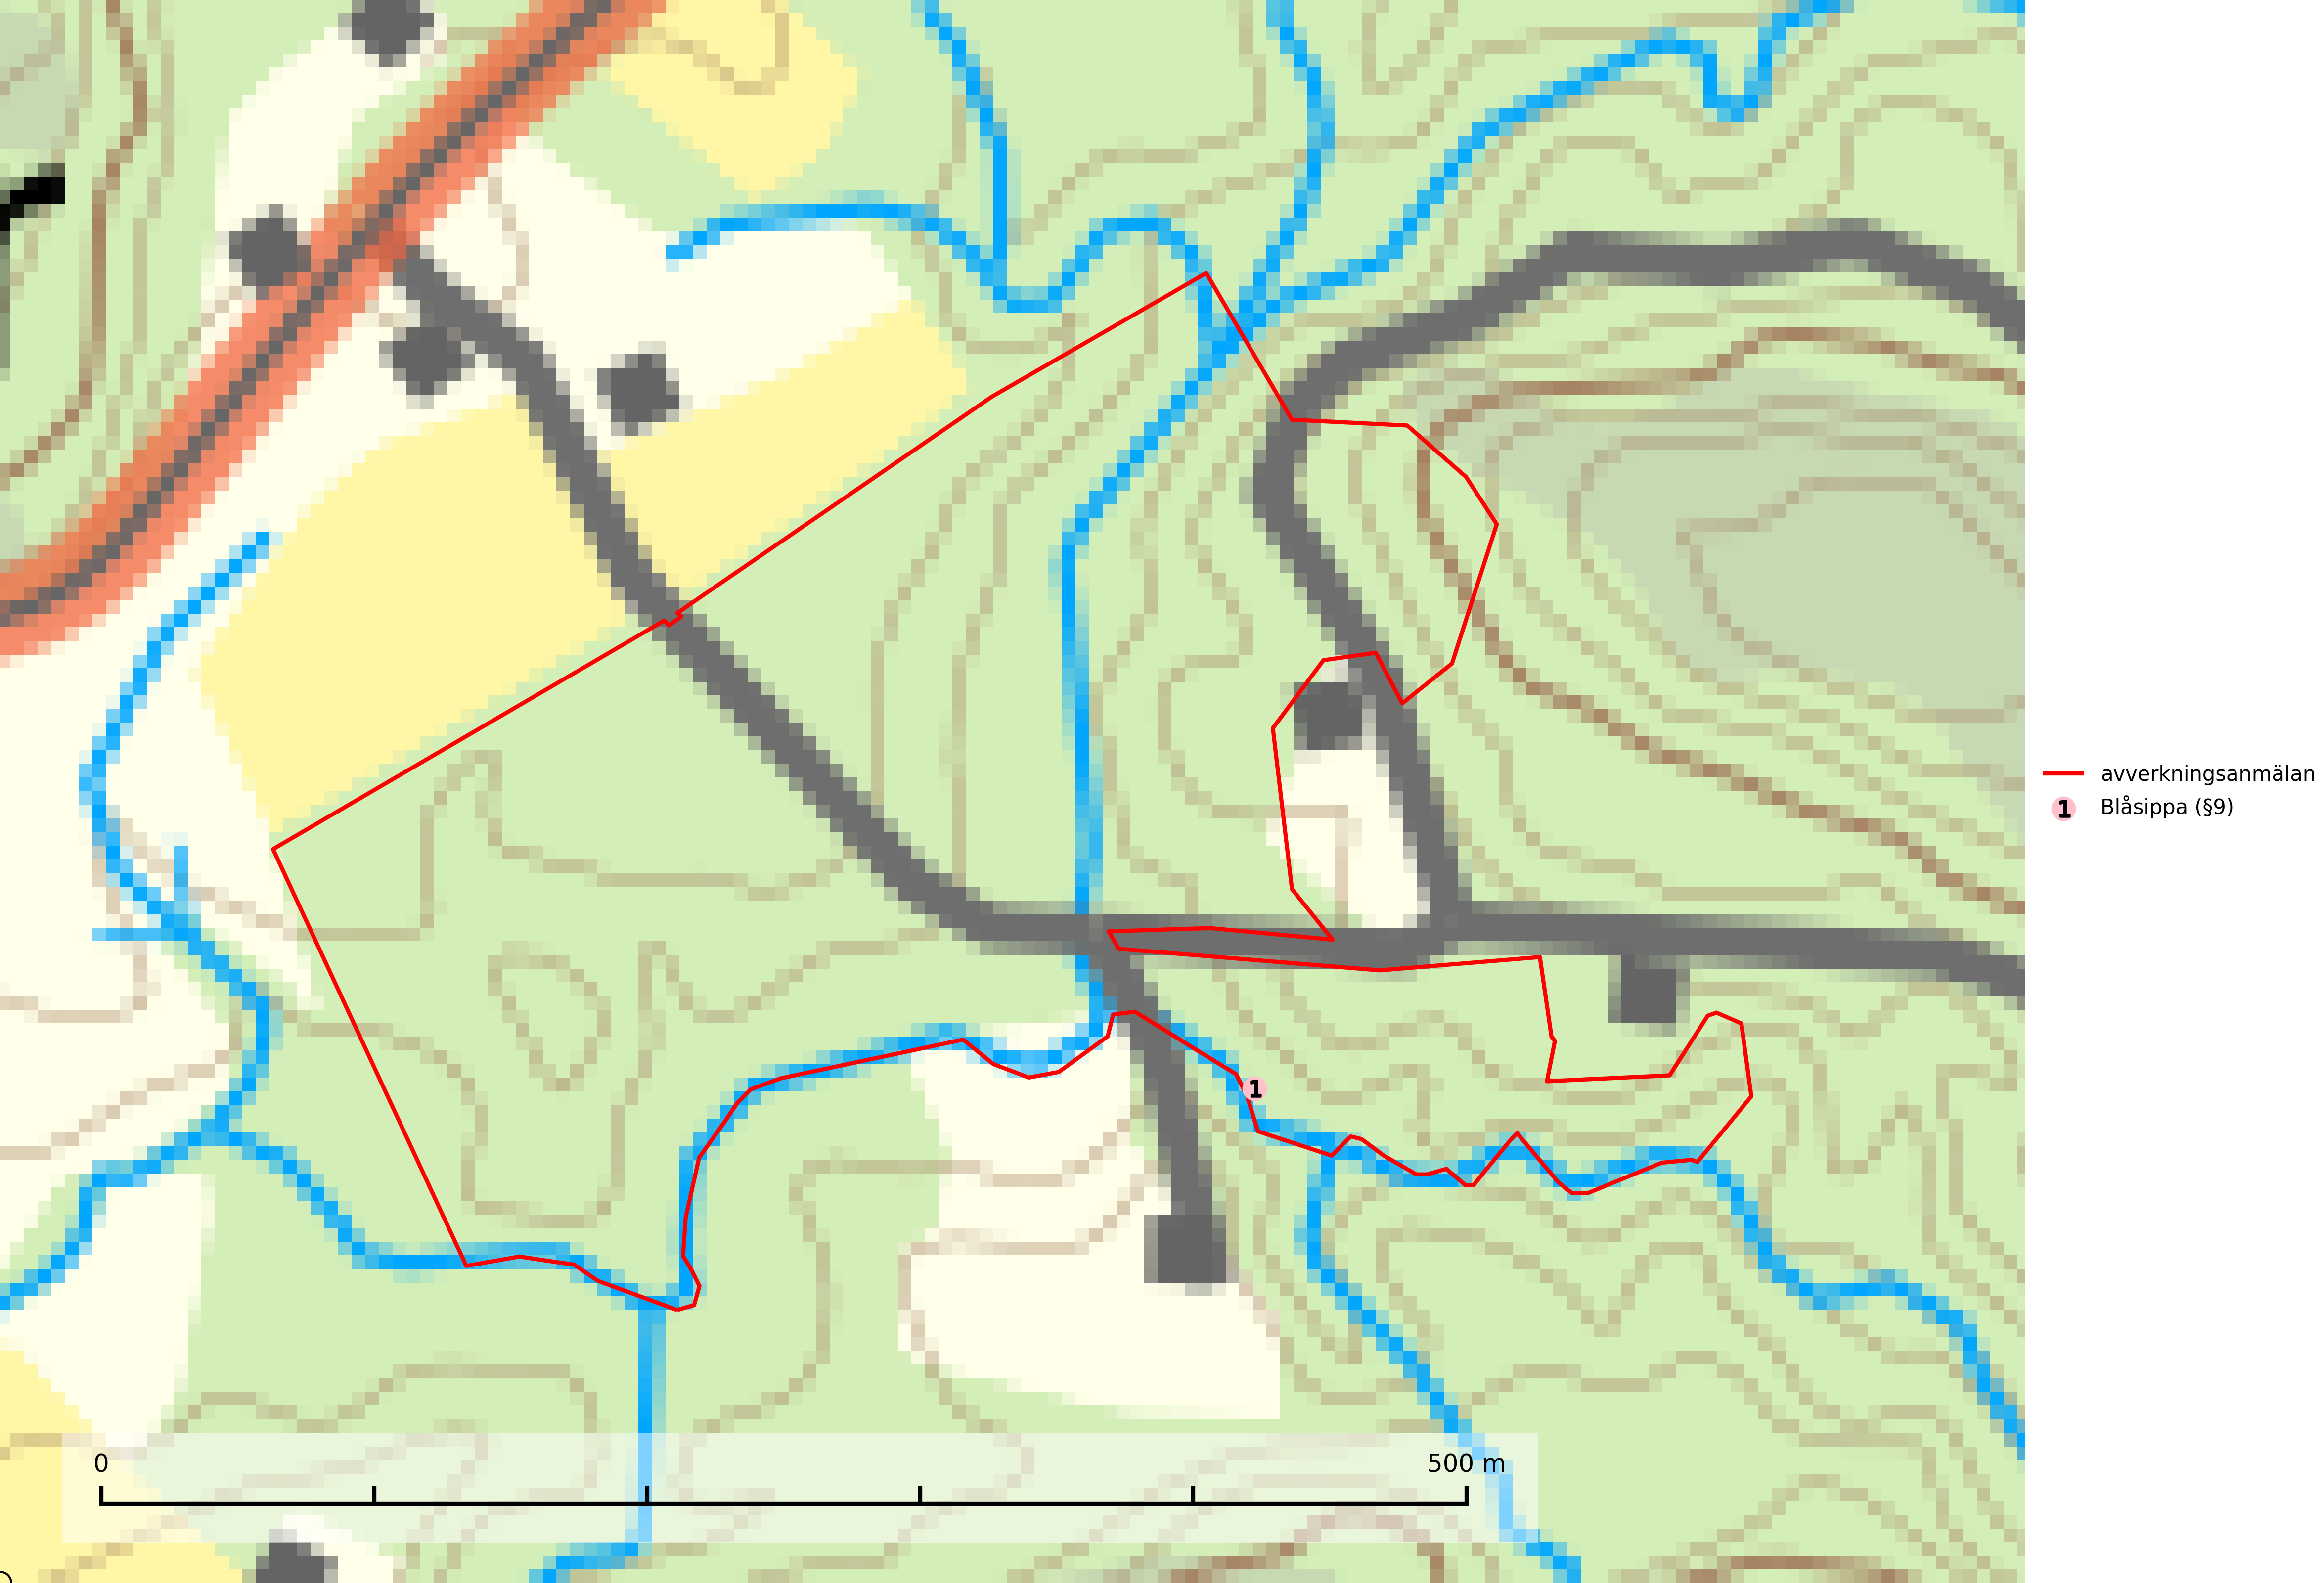 avverkningsanmälan
1 Blåsippa (§9)
1
0 500 m